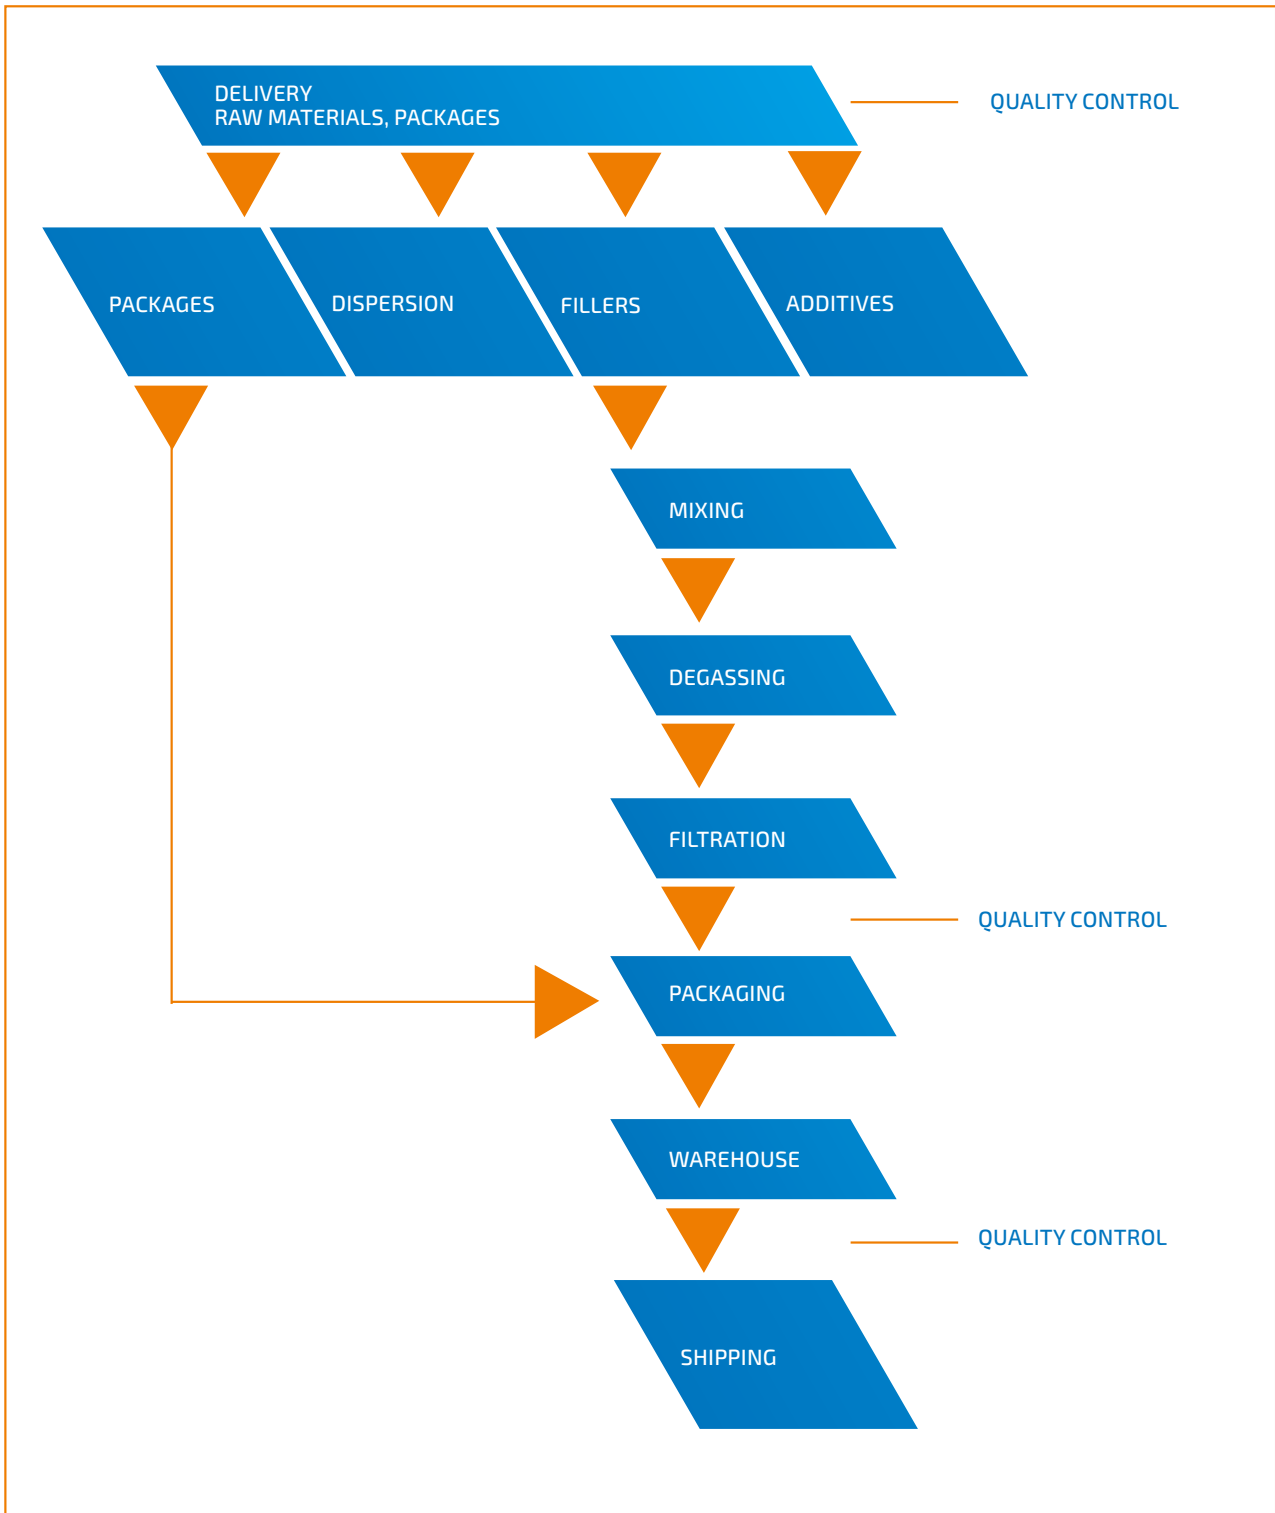 DELIVERY
RAW MATERIALS, PACKAGES
QUALITY CONTROL
PACKAGES
DISPERSION
FILLERS
ADDITIVES
MIXING
DEGASSING
FILTRATION
QUALITY CONTROL
PACKAGING
WAREHOUSE
QUALITY CONTROL
SHIPPING